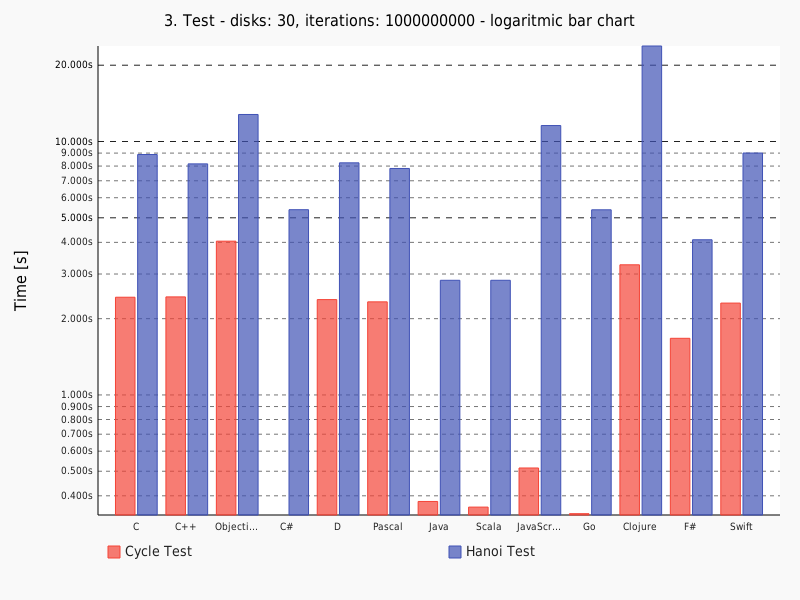 3. Test - disks: 30, iterations: 1000000000 - logaritmic bar chart
Time [s]
20.000s
10.000s
9.000s
8.000s
7.000s
6.000s
5.000s
4.000s
3.000s
2.000s
1.000s
0.900s
0.800s
0.700s
0.600s
0.500s
0.400s
C C++ Objecti... C# D Pascal Java Scala JavaScr... Go Clojure F# Swift
Cycle Test Hanoi Test